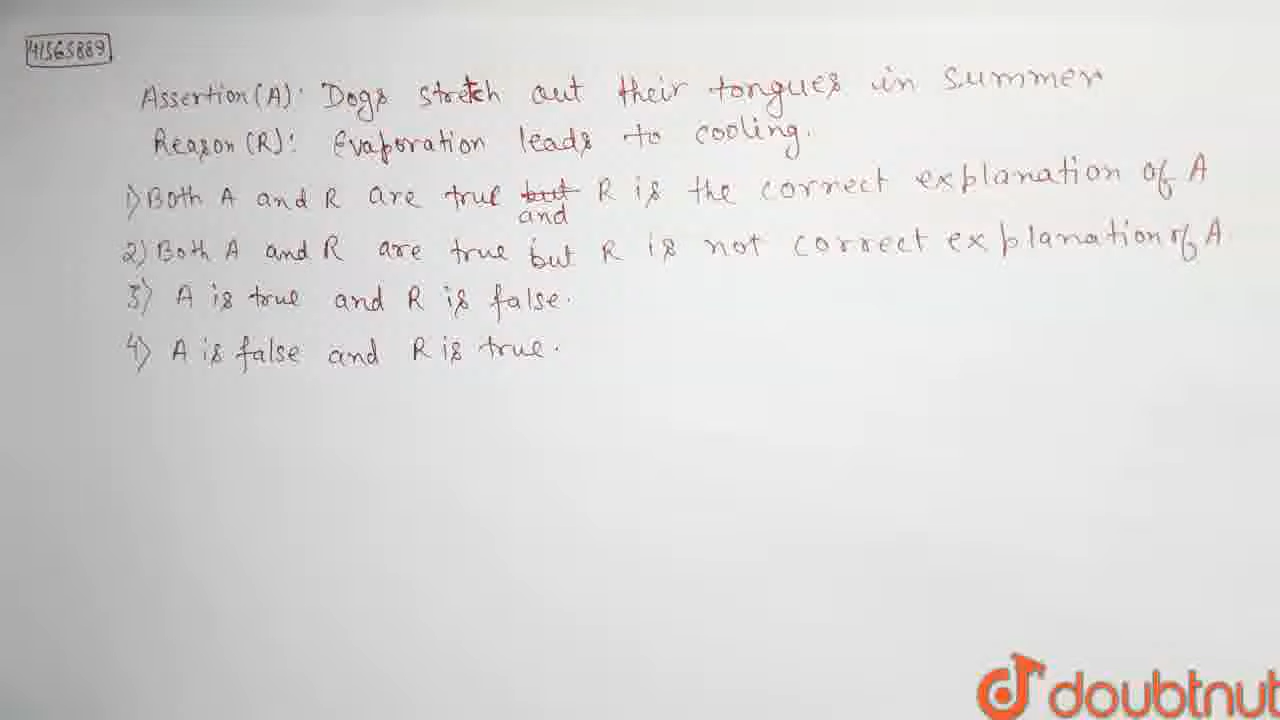 41565889
Assertion(A): Dogs stretch out their tongues in summer
Reason(R): Evaporation leads to cooling.
1) Both A and R are true but and R is the correct explanation of A
2) Both A and R are true but R is not correct explanation of A
3) A is true and R is false.
4) A is false and R is true.
doubtnut